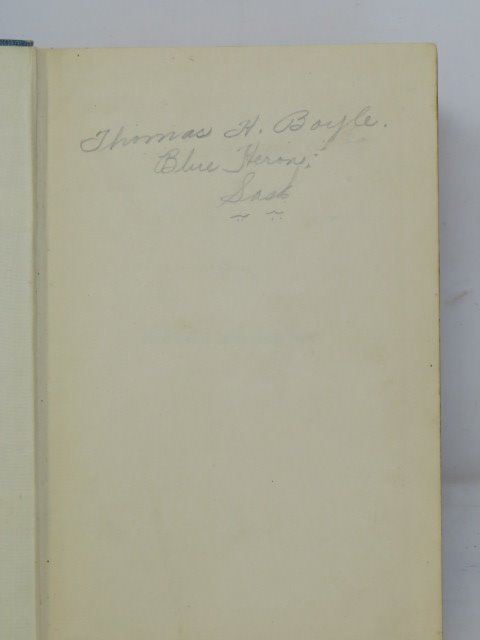 Thomas H. Boyle.
Blue Heron,
Sask